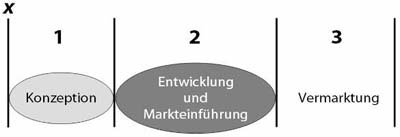 x
1
2
3
Konzeption
Entwicklung
und
Markteinführung
Vermarktung